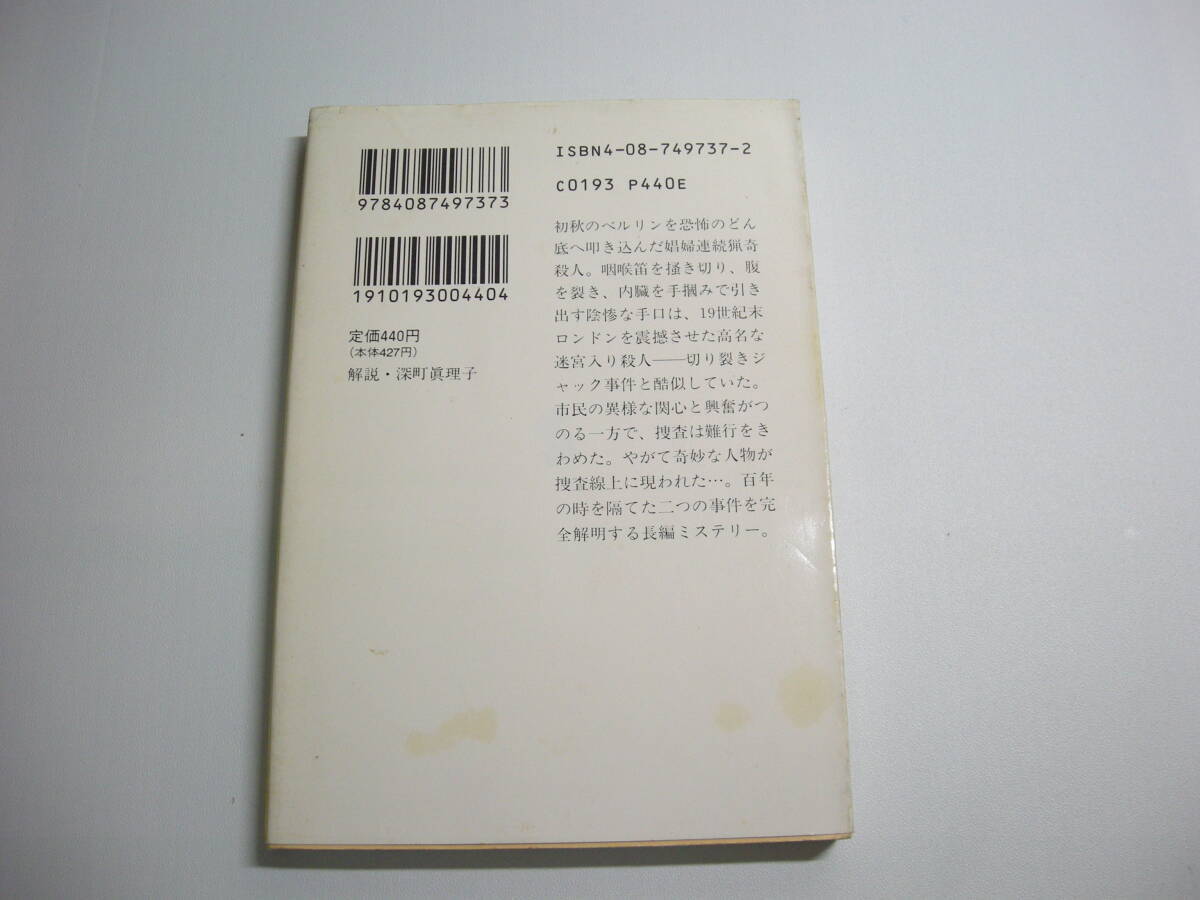 9784087497373
1910193004404
定価440円
(本体427円)
解説・深町眞理子
ISBN4-08-749737-2
C0193 P440E
初秋のベルリンを恐怖のどん
底へ叩き込んだ娼婦連続猟奇
殺人。咽喉笛を掻き切り、腹
を裂き、内臓を手摑みで引き
出す陰惨な手口は、19世紀末
ロンドンを震撼させた高名な
迷宮入り殺人――切り裂きジ
ャック事件と酷似していた。
市民の異様な関心と興奮がつ
のる一方で、捜査は難行をき
わめた。やがて奇妙な人物が
捜査線上に現われた…。百年
の時を隔てた二つの事件を完
全解明する長編ミステリー。